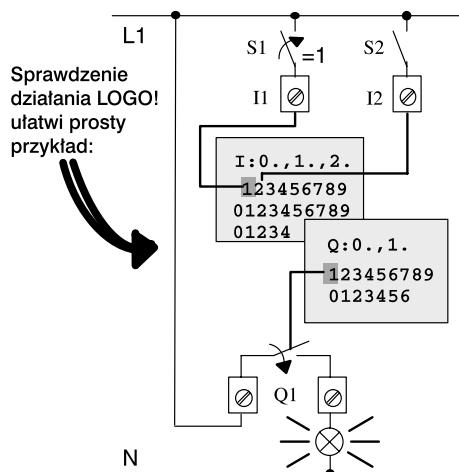 L1
S1
=1
S2
Sprawdzenie
działania LOGO!
ułatwi prosty
przykład:
I1
I2
I:0.,1.,2.
123456789
0123456789
01234
Q:0.,1.
123456789
0123456
Q1
N